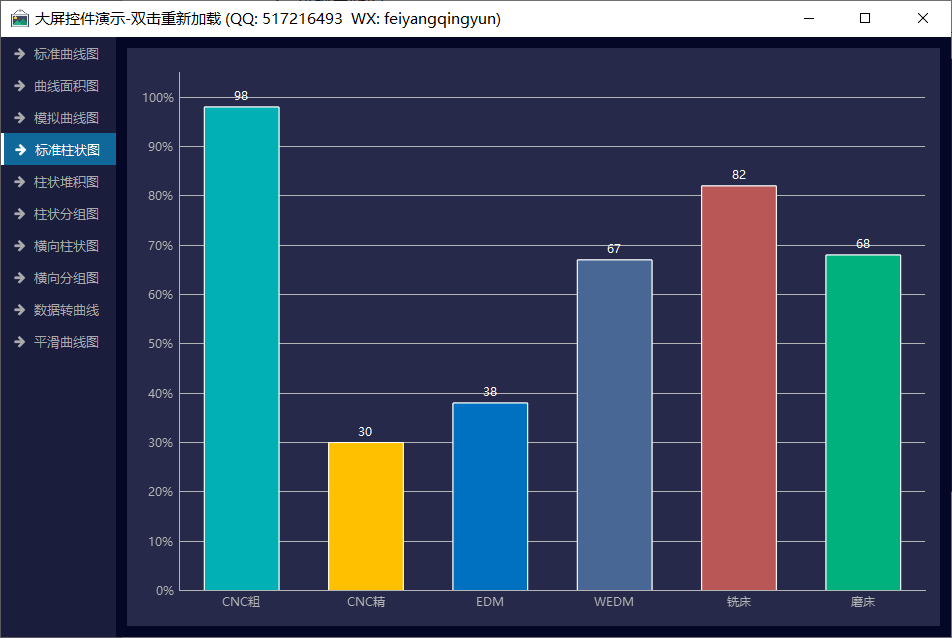 大屏控件演示-双击重新加载 (QQ: 517216493  WX: feiyangqingyun)
标准曲线图
曲线面积图
模拟曲线图
标准柱状图
柱状堆积图
柱状分组图
横向柱状图
横向分组图
数据转曲线
平滑曲线图
100%
90%
80%
70%
60%
50%
40%
30%
20%
10%
0%
98
30
38
67
82
68
CNC粗
CNC精
EDM
WEDM
铣床
磨床